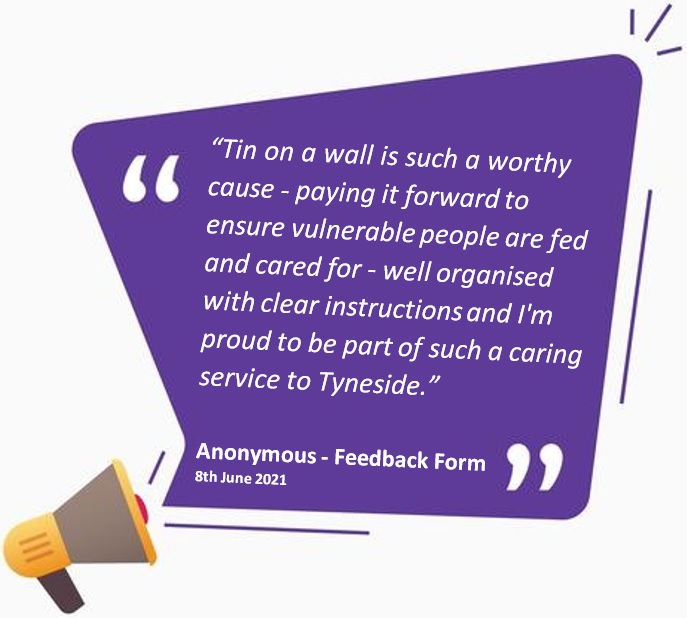 “Tin on a wall is such a worthy
cause - paying it forward to
ensure vulnerable people are fed
and cared for - well organised
with clear instructions and I'm
proud to be part of such a caring
service to Tyneside.”
Anonymous - Feedback Form
8th June 2021